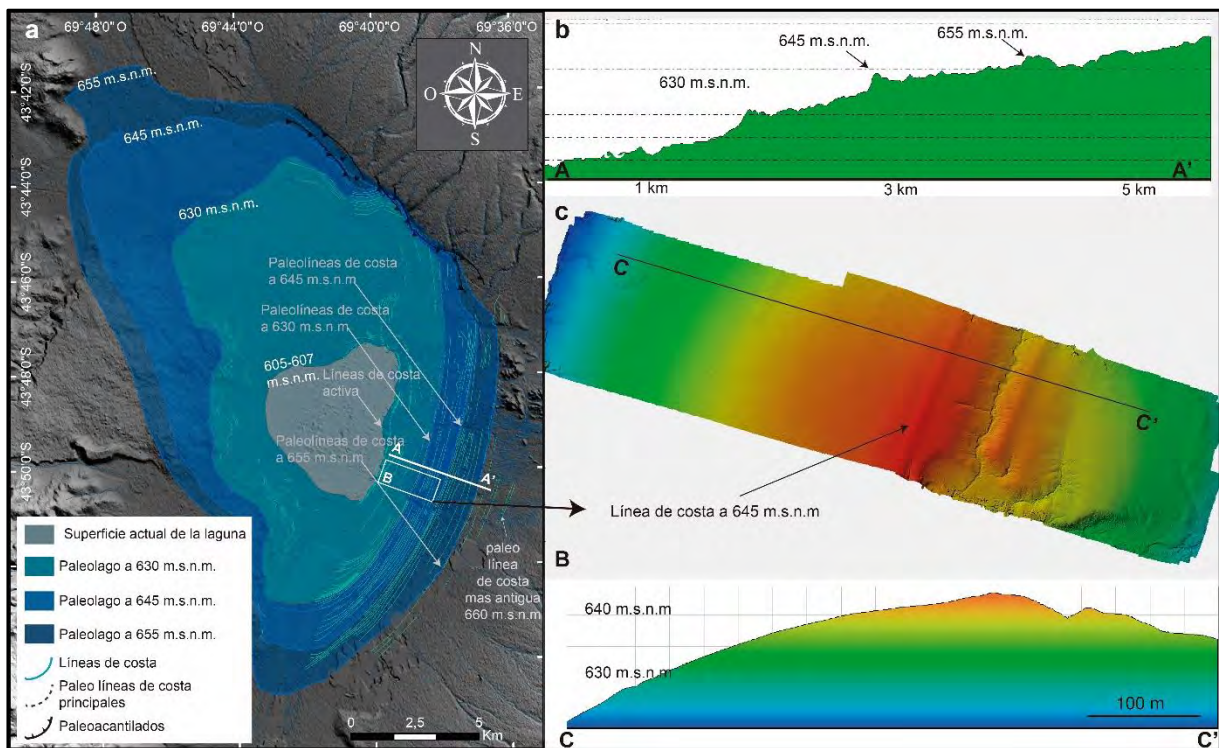 a
69°48'0"O
69°44'0"O
69°40'0"O
69°36'0"O
43°42'0"S
43°44'0"S
43°46'0"S
43°48'0"S
43°50'0"S
N
O
E
S
655 m.s.n.m.
645 m.s.n.m.
630 m.s.n.m.
Paleolíneas de costa
a 645 m.s.n.m
Paleolíneas de costa
a 630 m.s.n.m
605-607
m.s.n.m.
Líneas de costa
activa
Paleolíneas de costa
a 655 m.s.n.m
A
A'
B
paleo
línea
de costa
mas antigua
660 m.s.n.m
Superficie actual de la laguna
Paleolago a 630 m.s.n.m.
Paleolago a 645 m.s.n.m.
Paleolago a 655 m.s.n.m.
Líneas de costa
Paleo líneas de costa
principales
Paleoacantilados
0
2,5
5
Km
b
645 m.s.n.m.
655 m.s.n.m.
630 m.s.n.m.
A
A'
1 km
3 km
5 km
c
C
C'
Línea de costa a 645 m.s.n.m
B
640 m.s.n.m
630 m.s.n.m
100 m
C
C'